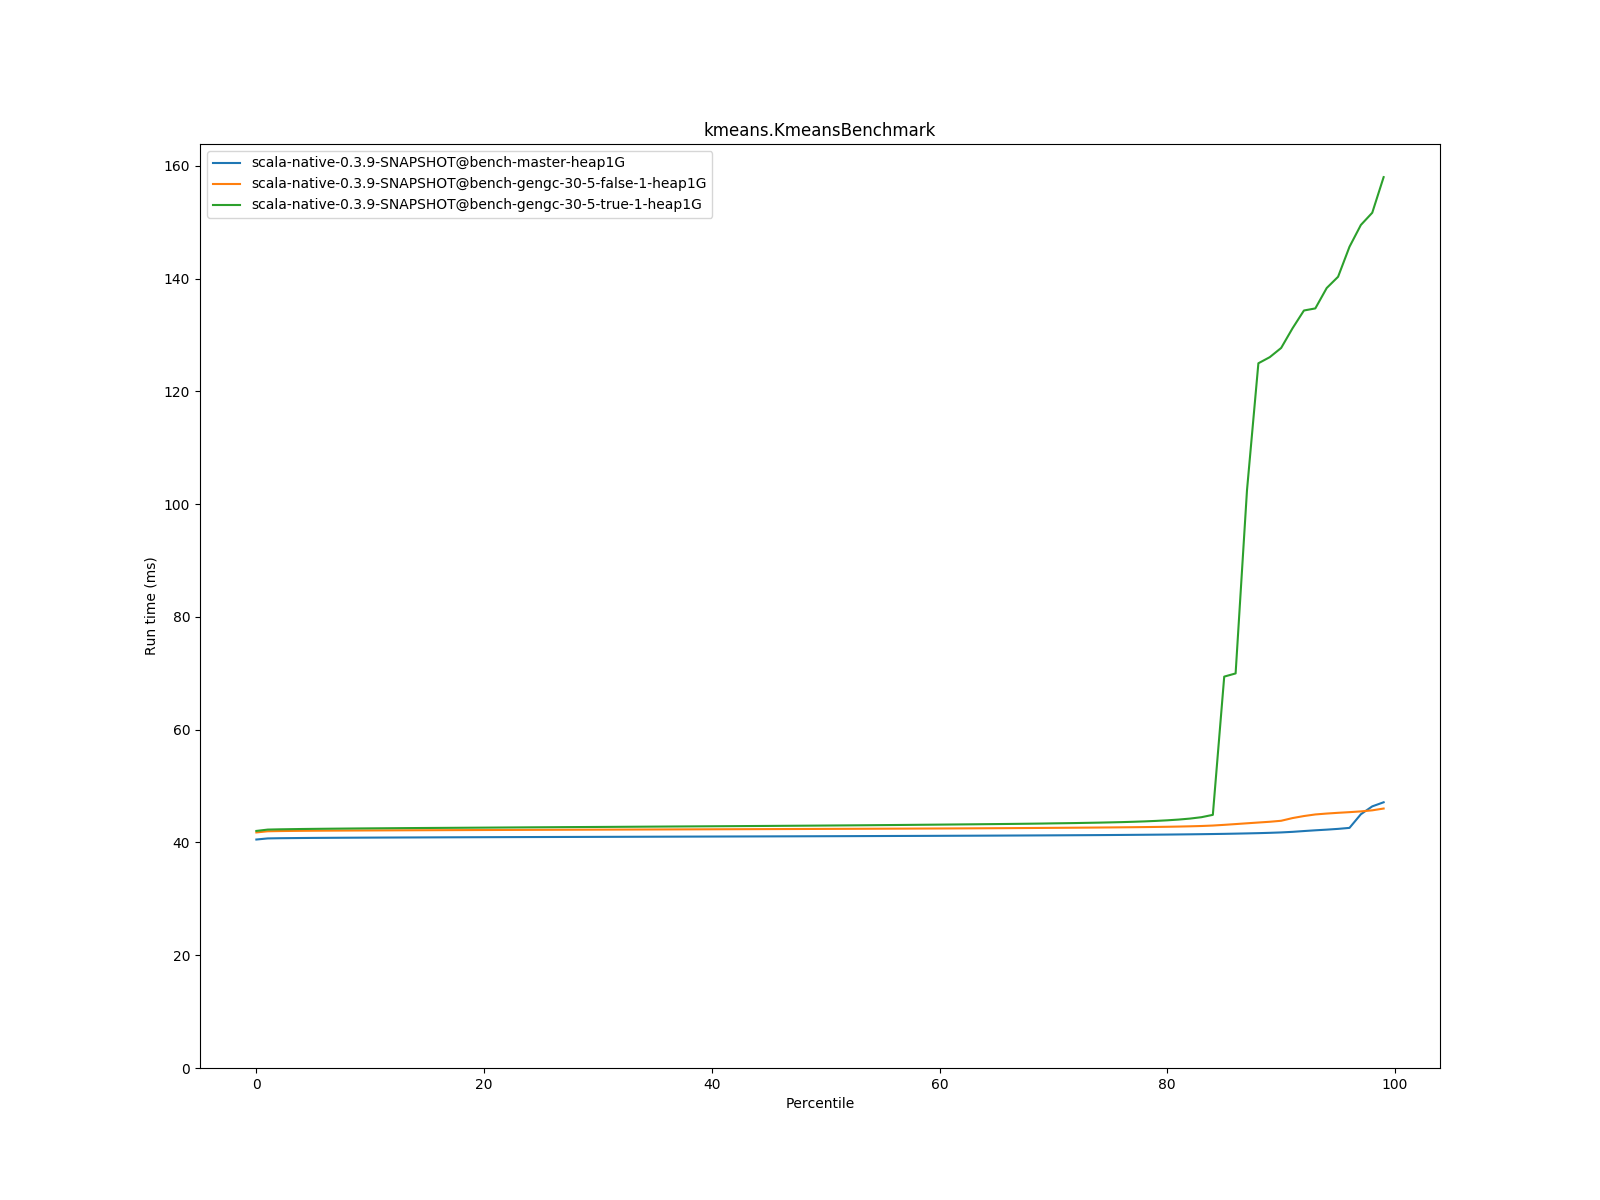 kmeans.KmeansBenchmark
scala-native-0.3.9-SNAPSHOT@bench-master-heap1G
scala-native-0.3.9-SNAPSHOT@bench-gengc-30-5-false-1-heap1G
scala-native-0.3.9-SNAPSHOT@bench-gengc-30-5-true-1-heap1G
160
140
120
100
80
60
40
20
0
Run time (ms)
0 20 40 60 80 100
Percentile